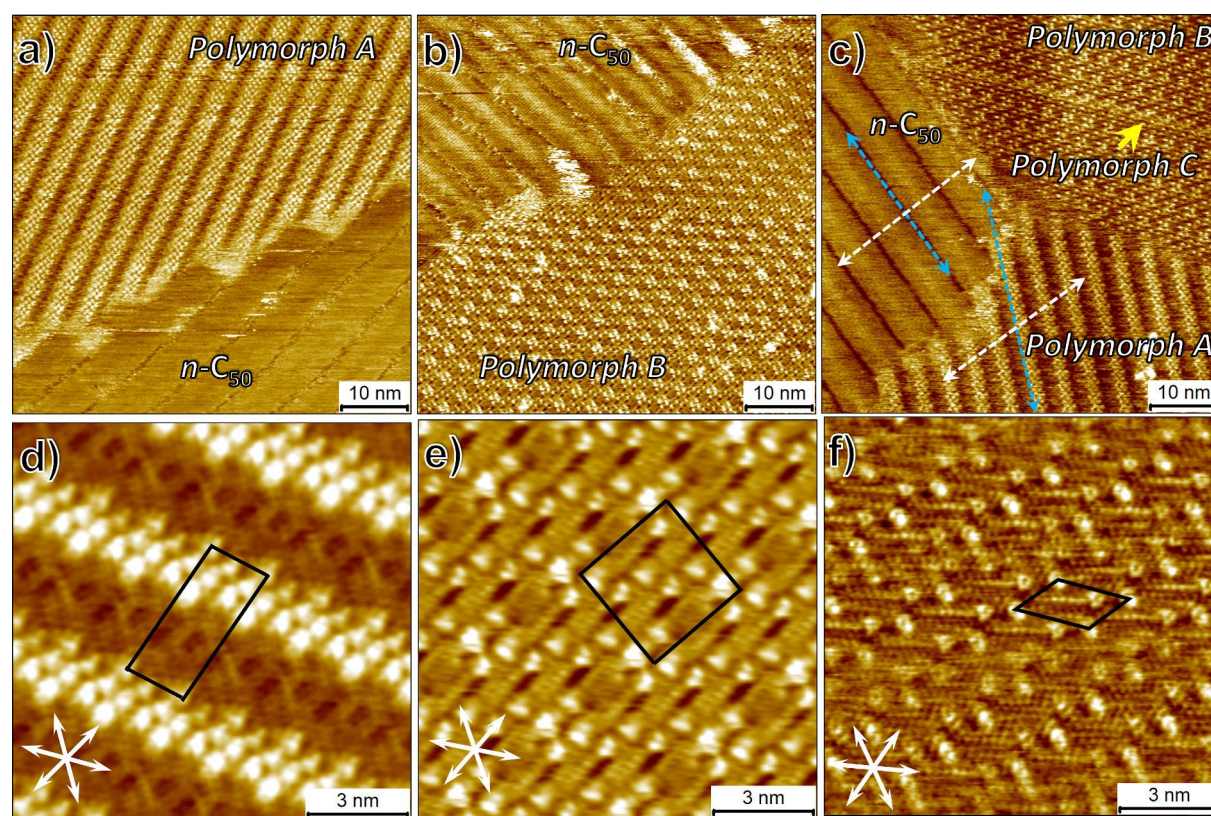 a)
Polymorph A
n-C50
10 nm
b)
n-C50
Polymorph B
10 nm
c)
Polymorph B
n-C50
Polymorph C
Polymorph A
10 nm
d)
3 nm
e)
3 nm
f)
3 nm